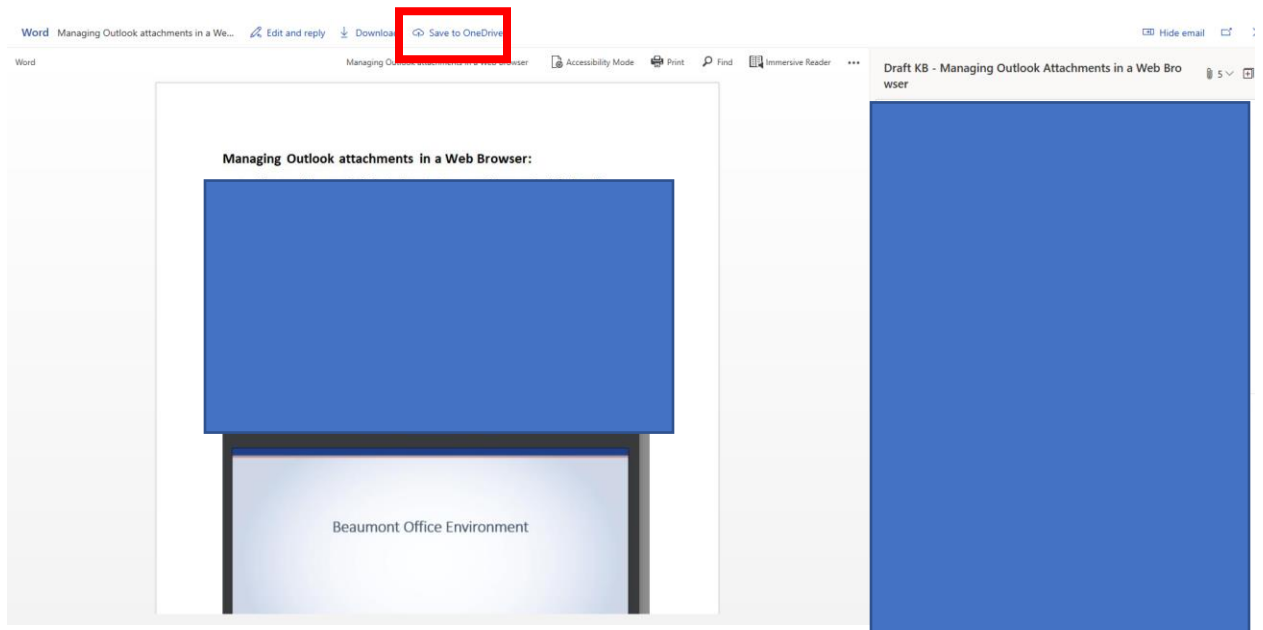 Word Managing Outlook attachments in a We... Edit and reply Download Save to OneDrive Hide email
Word Managing Outlook attachments in a Web Browser Accessibility Mode Print Find Immersive Reader •••
Draft KB - Managing Outlook Attachments in a Web Bro
wser
5
Managing Outlook attachments in a Web Browser:
Beaumont Office Environment